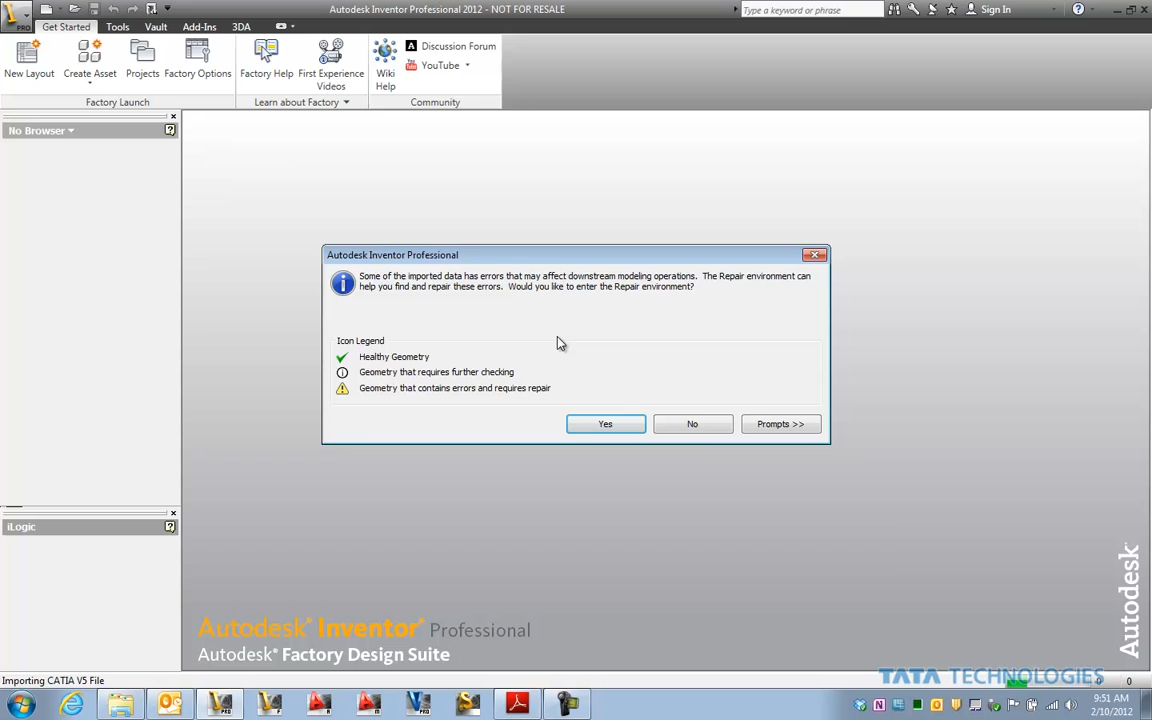 Autodesk Inventor Professional 2012 - NOT FOR RESALE
Type a keyword or phrase
Sign In
PRO
Get Started
Tools
Vault
Add-Ins
3DA
New Layout
Create Asset
Projects
Factory Options
Factory Help
First Experience
Videos
Wiki
Help
Discussion Forum
YouTube
Factory Launch
Learn about Factory
Community
No Browser
Autodesk Inventor Professional
Some of the imported data has errors that may affect downstream modeling operations. The Repair environment can
help you find and repair these errors. Would you like to enter the Repair environment?
Icon Legend
Healthy Geometry
Geometry that requires further checking
Geometry that contains errors and requires repair
Yes
No
Prompts >>
iLogic
Autodesk® Inventor® Professional
Autodesk® Factory Design Suite
Autodesk®
Importing CATIA V5 File
TATA TECHNOLOGIES
0
0
9:51 AM
2/10/2012